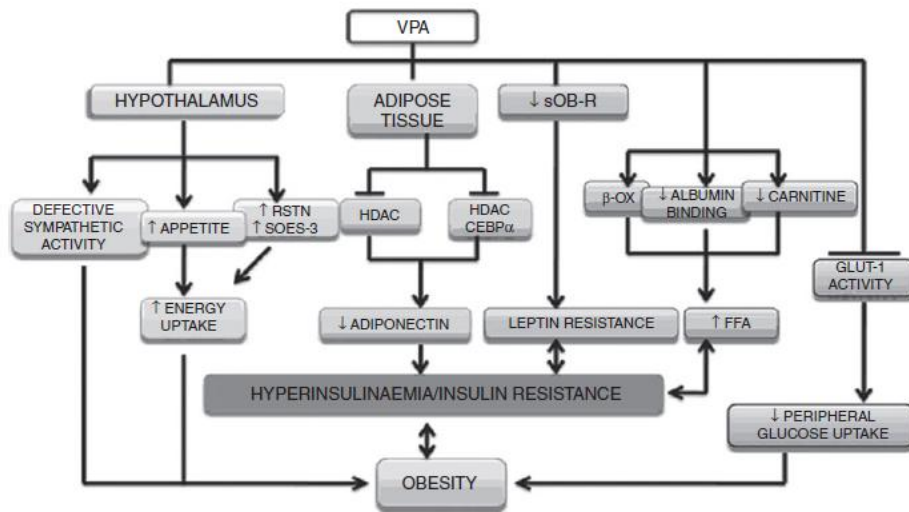 VPA
HYPOTHALAMUS
ADIPOSE
TISSUE
↓ sOB-R
DEFECTIVE
SYMPATHETIC
ACTIVITY
↑ APPETITE
↑ RSTN
↑ SOES-3
HDAC
HDAC
CEBPα
β-OX
↓ ALBUMIN
BINDING
↓ CARNITINE
GLUT-1
ACTIVITY
↑ ENERGY
UPTAKE
↓ ADIPONECTIN
LEPTIN RESISTANCE
↑ FFA
HYPERINSULINAEMIA/INSULIN RESISTANCE
↓ PERIPHERAL
GLUCOSE UPTAKE
OBESITY